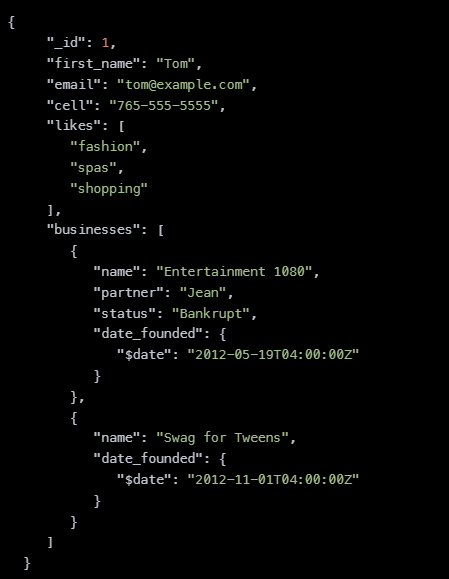 {
"_id": 1,
"first_name": "Tom",
"email": "tom@example.com",
"cell": "765-555-5555",
"likes": [
"fashion",
"spas",
"shopping"
],
"businesses": [
{
"name": "Entertainment 1080",
"partner": "Jean",
"status": "Bankrupt",
"date_founded": {
"$date": "2012-05-19T04:00:00Z"
}
},
{
"name": "Swag for Tweens",
"date_founded": {
"$date": "2012-11-01T04:00:00Z"
}
}
]
}